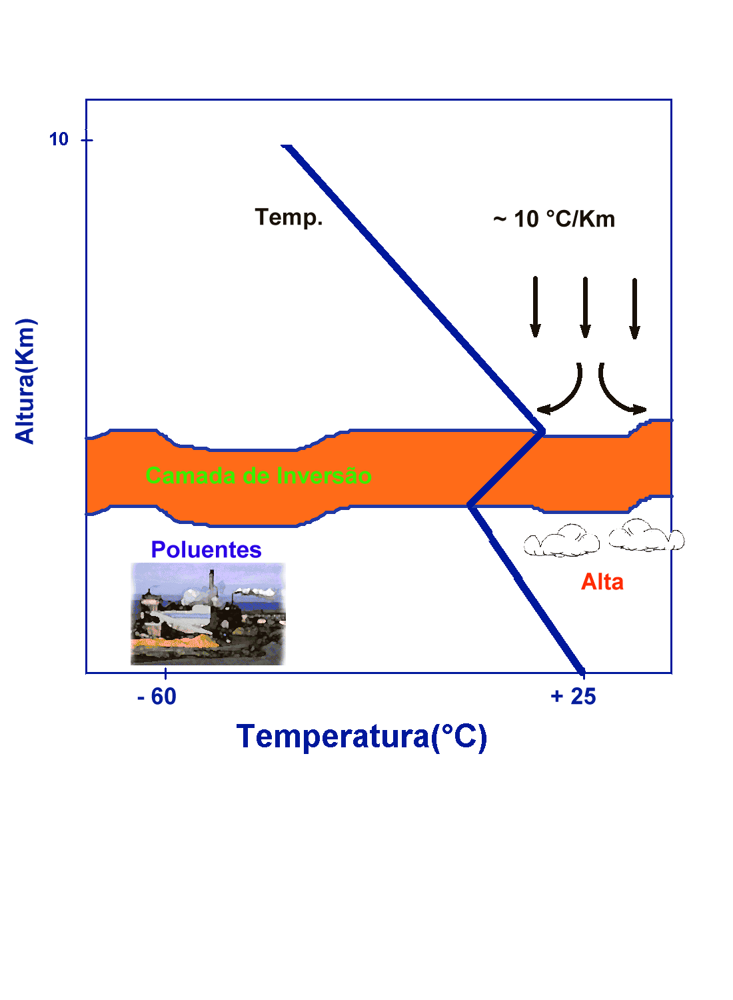 10
Temp.
~ 10 °C/Km
Altura(Km)
Camada de Inversão
Poluentes
Alta
- 60
+ 25
Temperatura(°C)